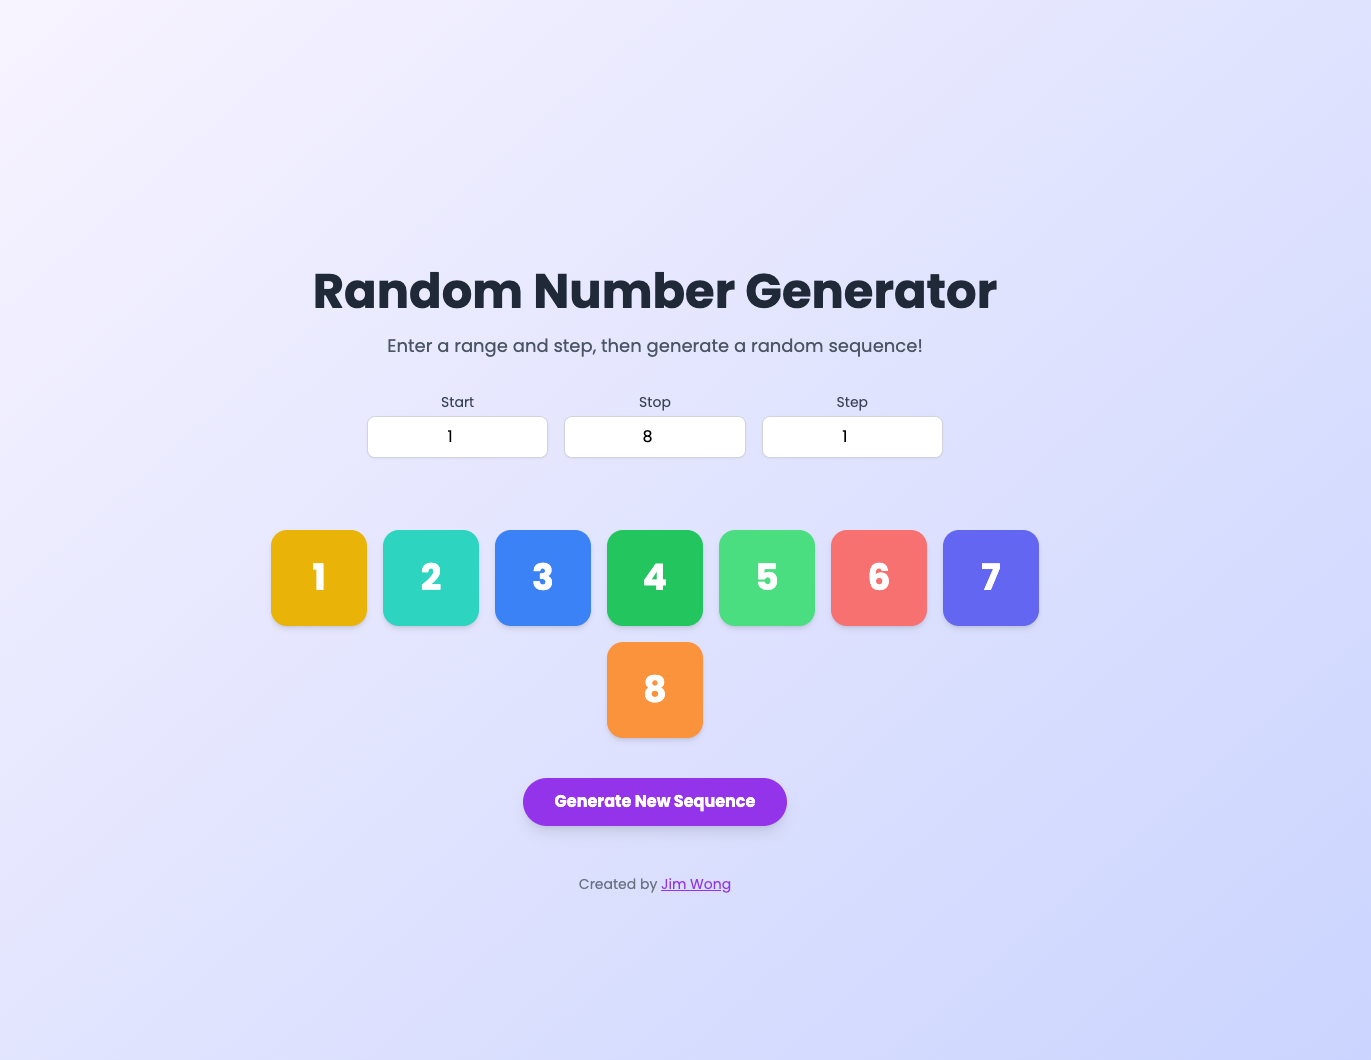 Random Number Generator
Enter a range and step, then generate a random sequence!
Start Stop Step
1 8 1
1 2 3 4 5 6 7
8
Generate New Sequence
Created by Jim Wong